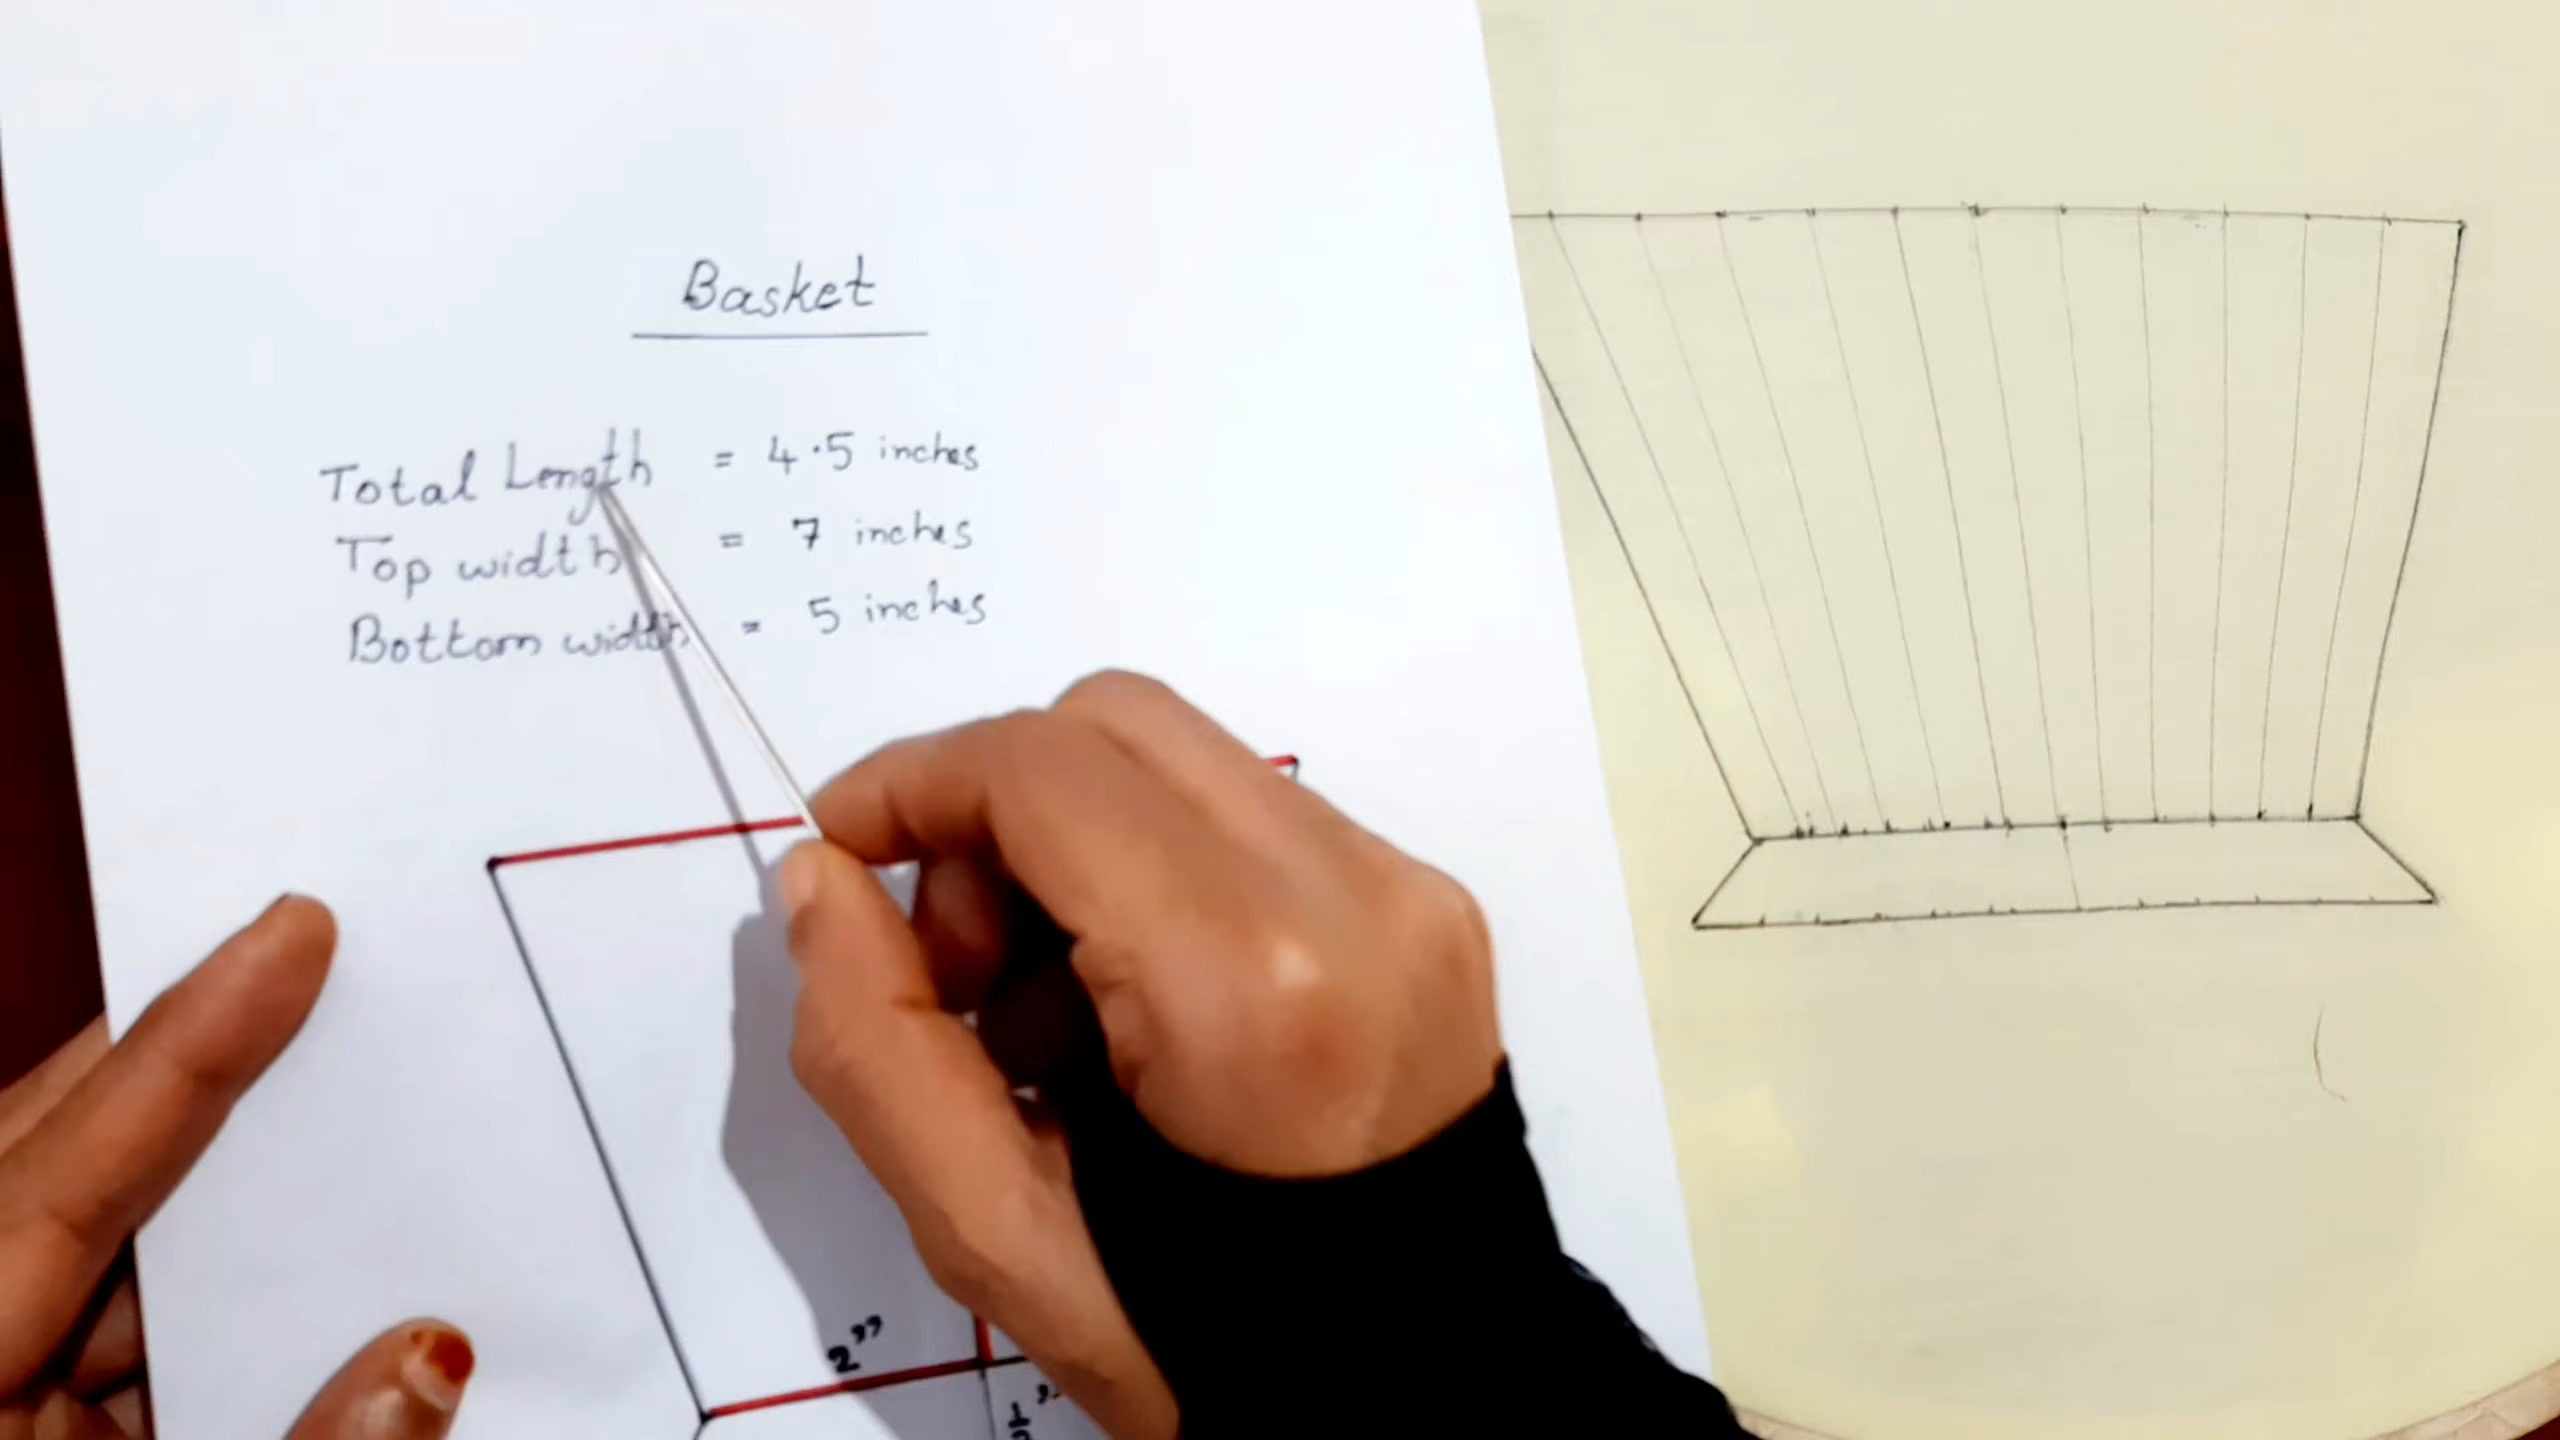 Basket
Total Length = 4.5 inches
Top width = 7 inches
Bottom width = 5 inches
2"